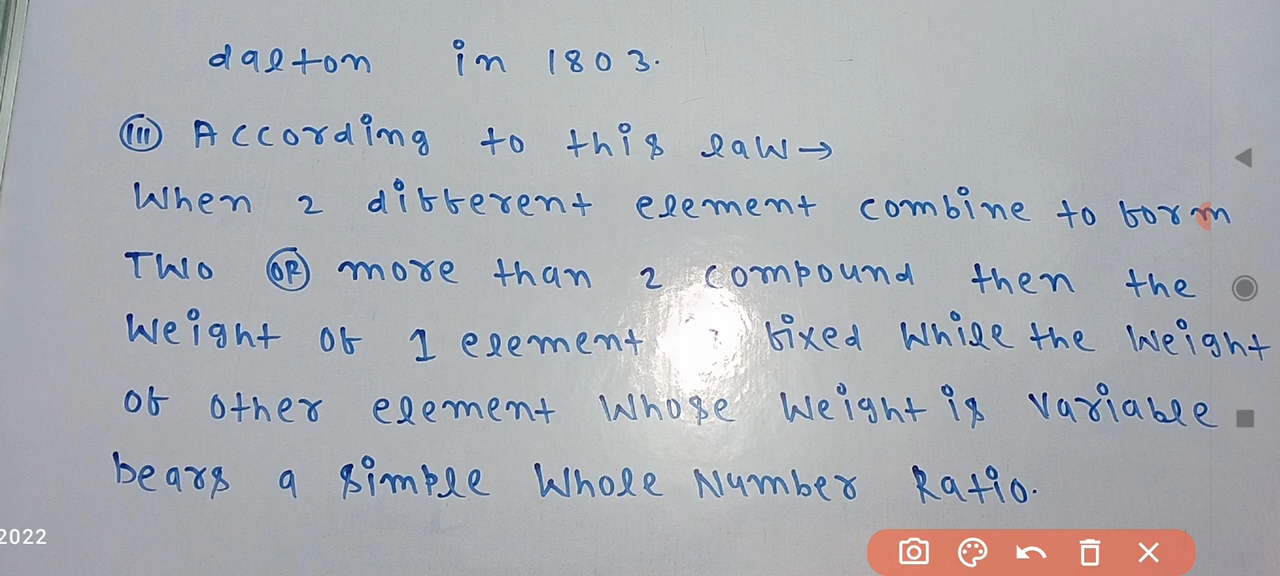 dalton in 1803.
(III) According to this law →
When 2 different element combine to form
Two (OR) more than 2 compound then the
Weight of 1 element fixed While the Weight
of other element Whose Weight is variable
bears a simple Whole Number Ratio.
2022